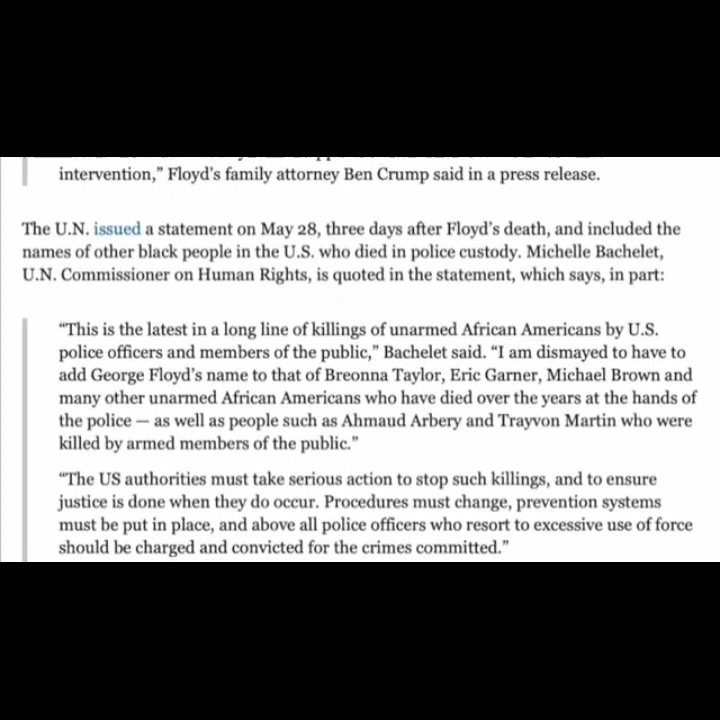 intervention,” Floyd’s family attorney Ben Crump said in a press release.
The U.N. issued a statement on May 28, three days after Floyd’s death, and included the
names of other black people in the U.S. who died in police custody. Michelle Bachelet,
U.N. Commissioner on Human Rights, is quoted in the statement, which says, in part:
“This is the latest in a long line of killings of unarmed African Americans by U.S.
police officers and members of the public,” Bachelet said. “I am dismayed to have to
add George Floyd’s name to that of Breonna Taylor, Eric Garner, Michael Brown and
many other unarmed African Americans who have died over the years at the hands of
the police — as well as people such as Ahmaud Arbery and Trayvon Martin who were
killed by armed members of the public.”
“The US authorities must take serious action to stop such killings, and to ensure
justice is done when they do occur. Procedures must change, prevention systems
must be put in place, and above all police officers who resort to excessive use of force
should be charged and convicted for the crimes committed.”